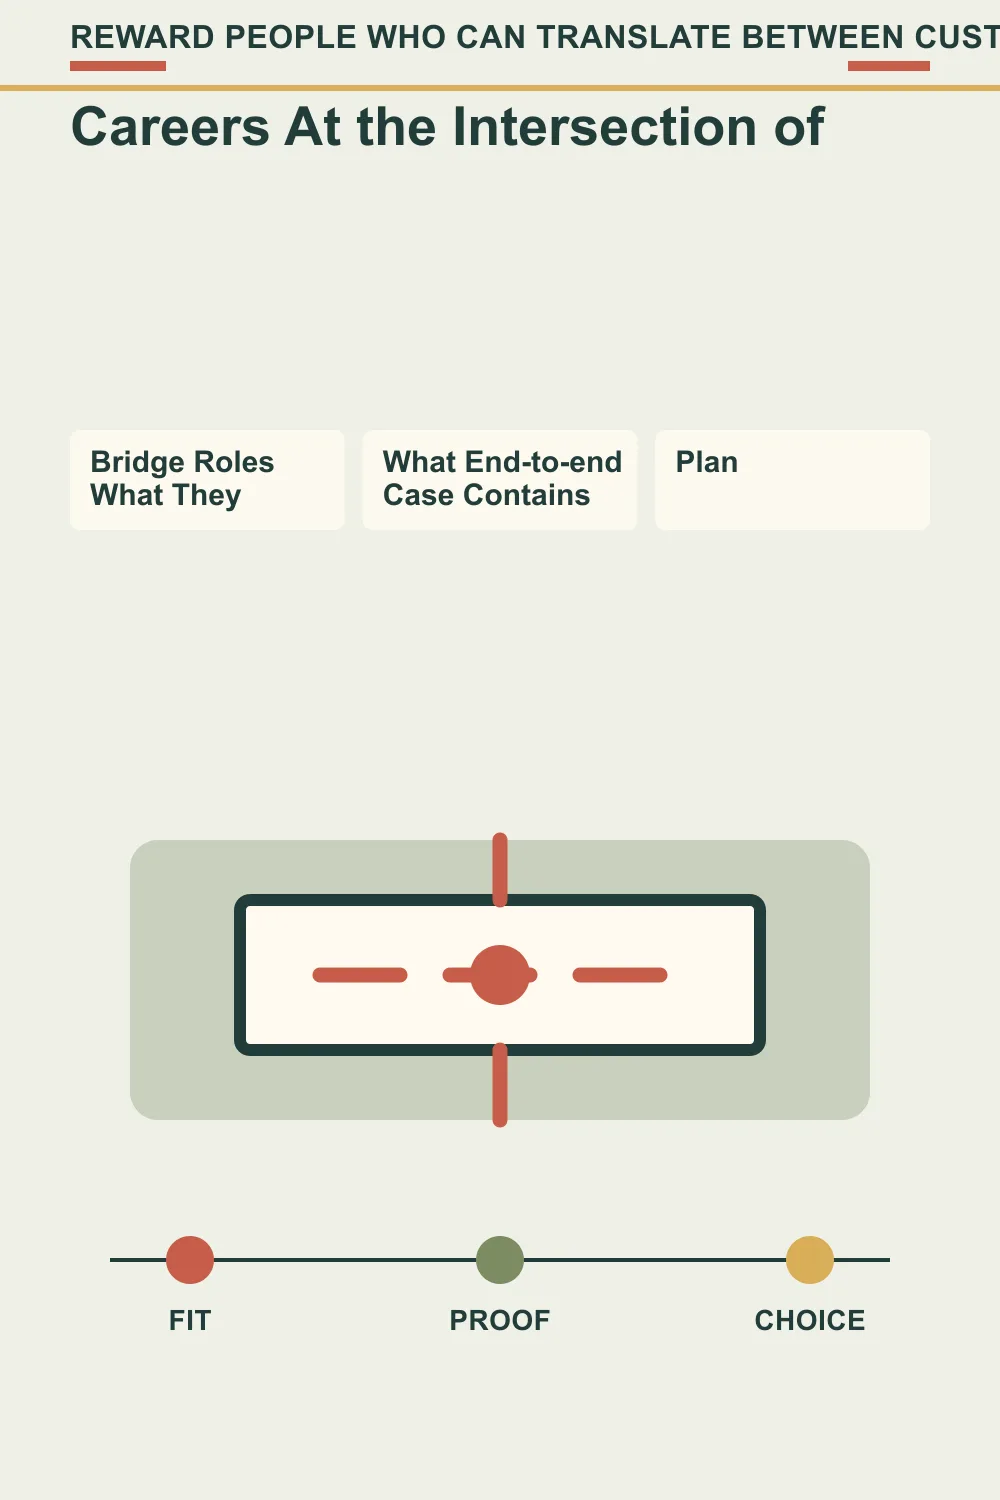 REWARD PEOPLE WHO CAN TRANSLATE BETWEEN CUST
Careers At the Intersection of
Bridge Roles
What They
What End-to-end
Case Contains
Plan
FIT
PROOF
CHOICE